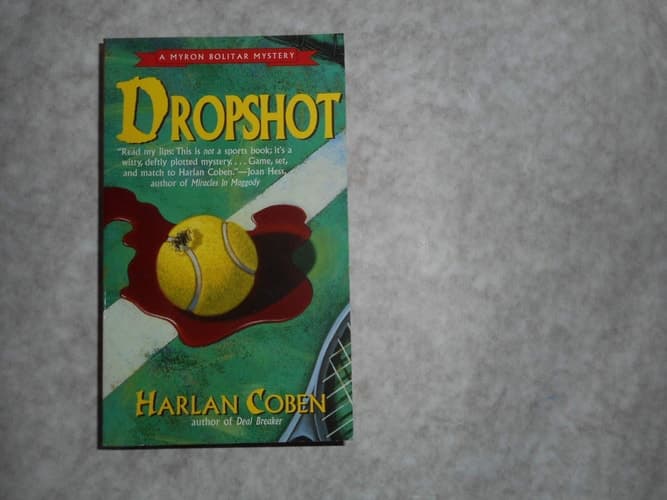 A MYRON BOLITAR MYSTERY
DROPSHOT
"Read my lips: This is not a sports book; it's a
witty, deftly plotted mystery. . . . Game, set,
and match to Harlan Coben."—Joan Hess,
author of Miracles In Maggody
HARLAN COBEN
author of Deal Breaker